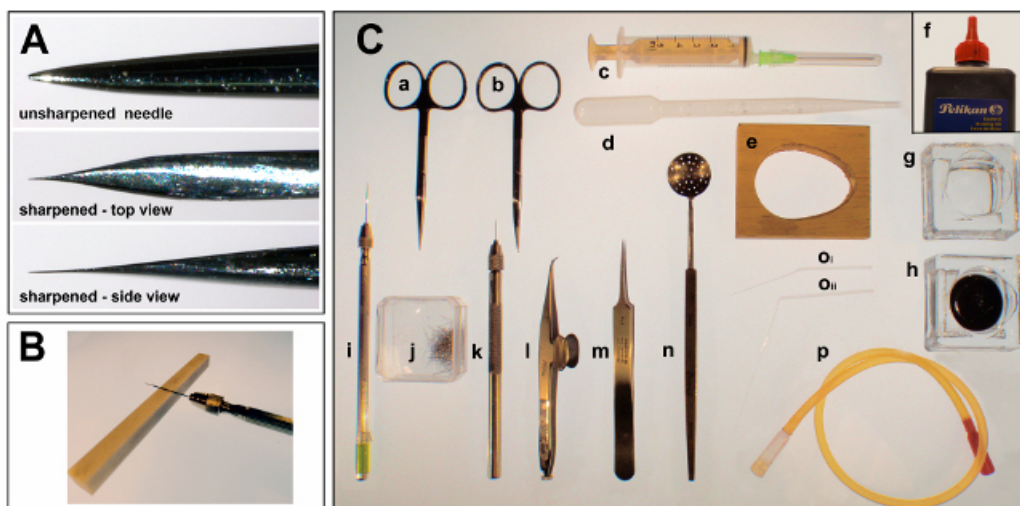 A
unsharpened needle
sharpened - top view
sharpened - side view
B
C
a
b
c
d
e
f
Pelikan
g
h
i
j
k
l
m
n
oi
oii
p